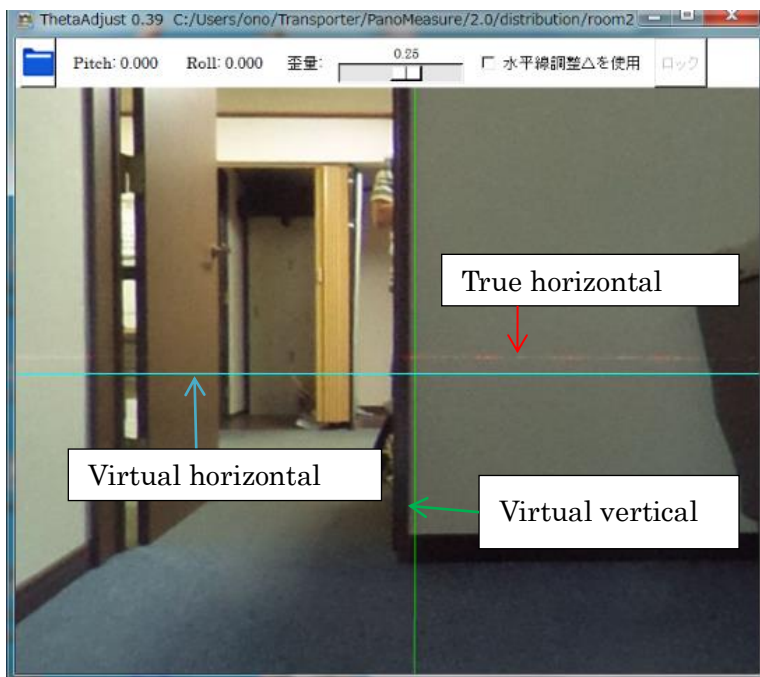 ThetaAdjust 0.39 C:/Users/ono/Transporter/PanoMeasure/2.0/distribution/room2
Pitch: 0.000 Roll: 0.000 歪量: 0.25 水平線調整△を使用 ロック
True horizontal
Virtual horizontal
Virtual vertical